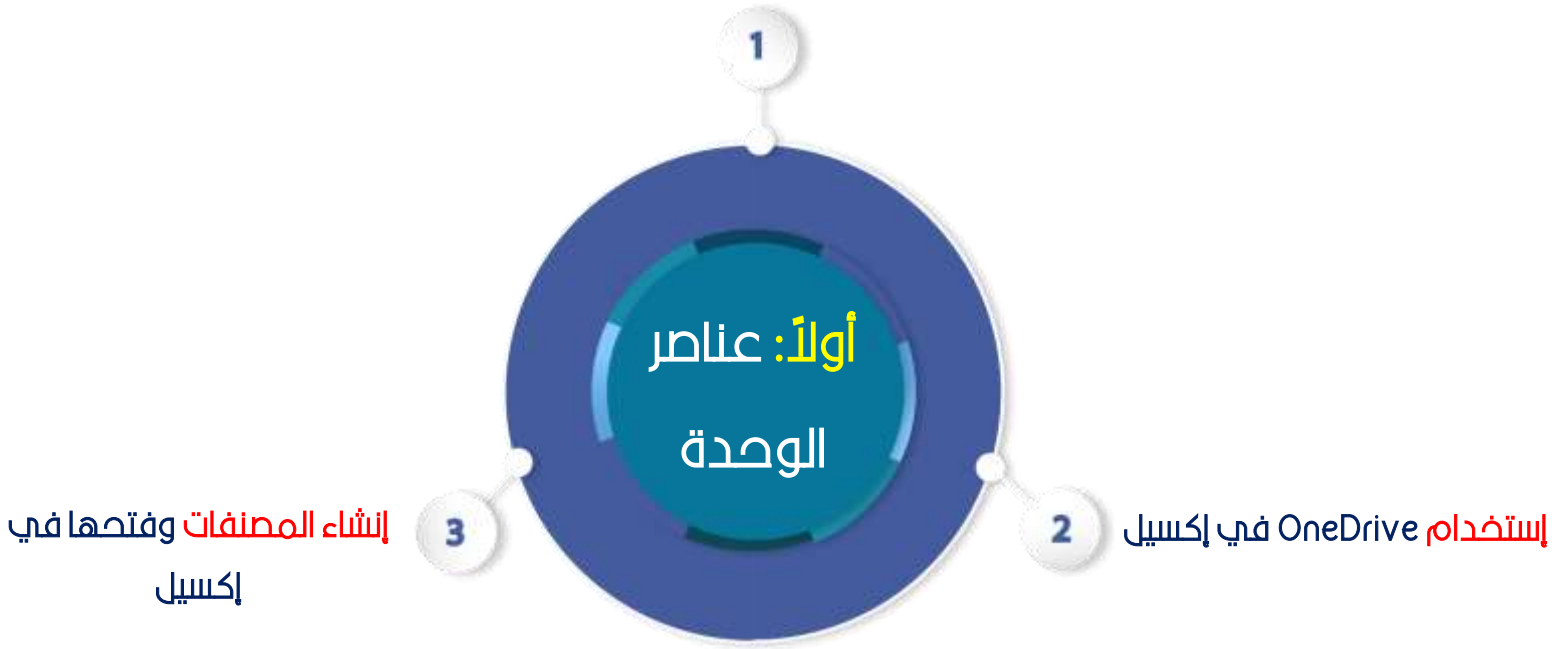 1
أولاً: عناصر
الوحدة
2
إستخدام OneDrive في إكسيل
3
إنشاء المصنفات وفتحها في
إكسيل